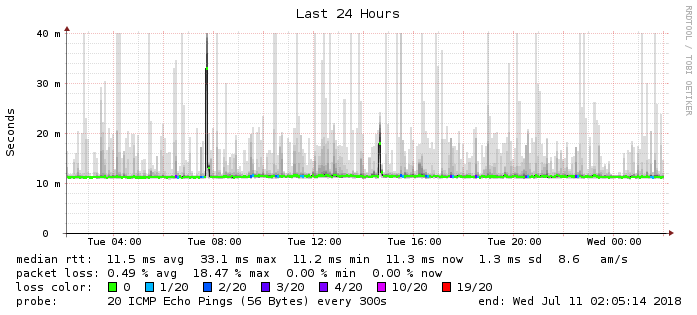 Last 24 Hours
RRDTOOL / TOBI OETIKER
Seconds
40 m
30 m
20 m
10 m
0
Tue 04:00 Tue 08:00 Tue 12:00 Tue 16:00 Tue 20:00 Wed 00:00
median rtt: 11.5 ms avg 33.1 ms max 11.2 ms min 11.3 ms now 1.3 ms sd 8.6 am/s
packet loss: 0.49 % avg 18.47 % max 0.00 % min 0.00 % now
loss color: 0 1/20 2/20 3/20 4/20 10/20 19/20
probe: 20 ICMP Echo Pings (56 Bytes) every 300s end: Wed Jul 11 02:05:14 2018